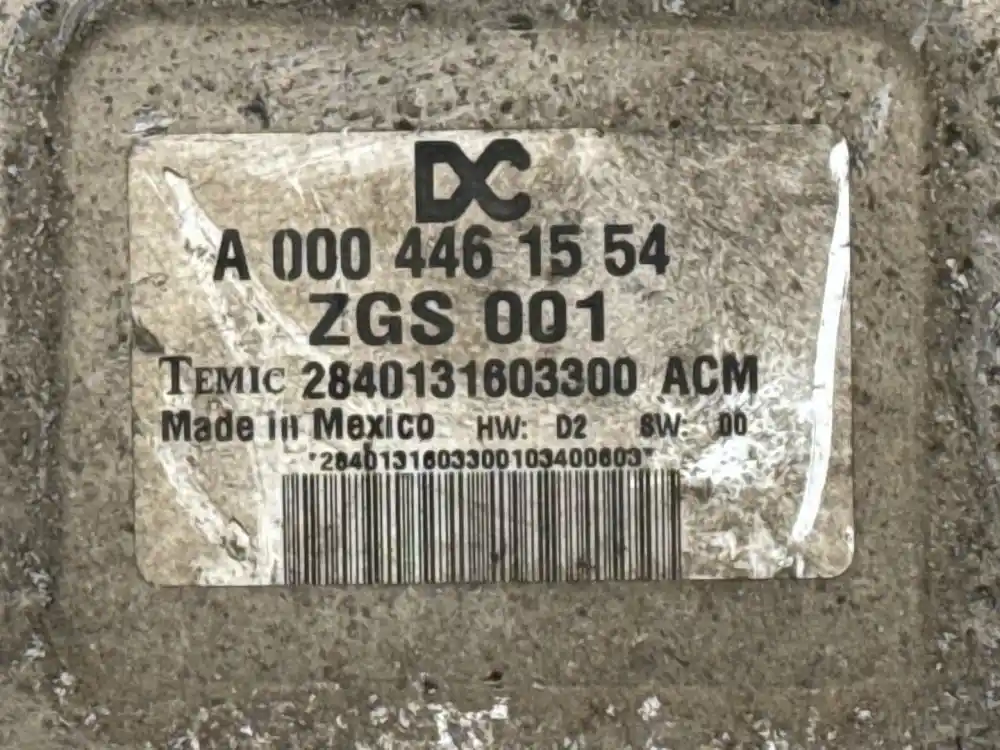 DC
A 000 446 15 54
ZGS 001
TEMIC 2840131603300 ACM
Made in Mexico HW: D2 SW: 00
*2840131603300103400603*